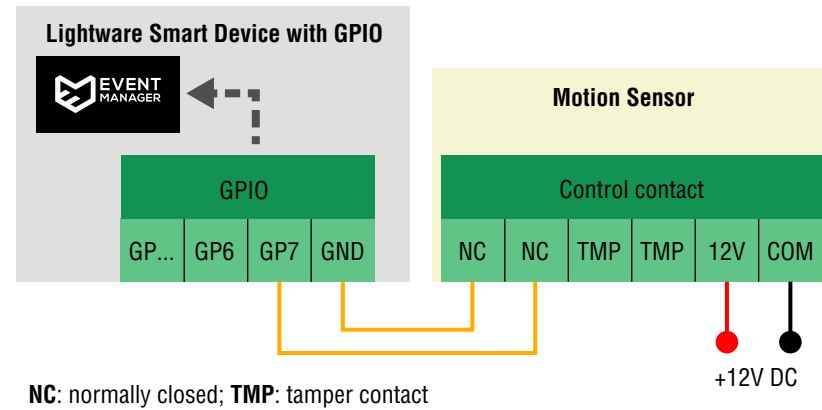 Lightware Smart Device with GPIO
EVENT
MANAGER
Motion Sensor
GPIO
Control contact
GP... GP6 GP7 GND
NC NC TMP TMP 12V COM
+12V DC
NC: normally closed; TMP: tamper contact